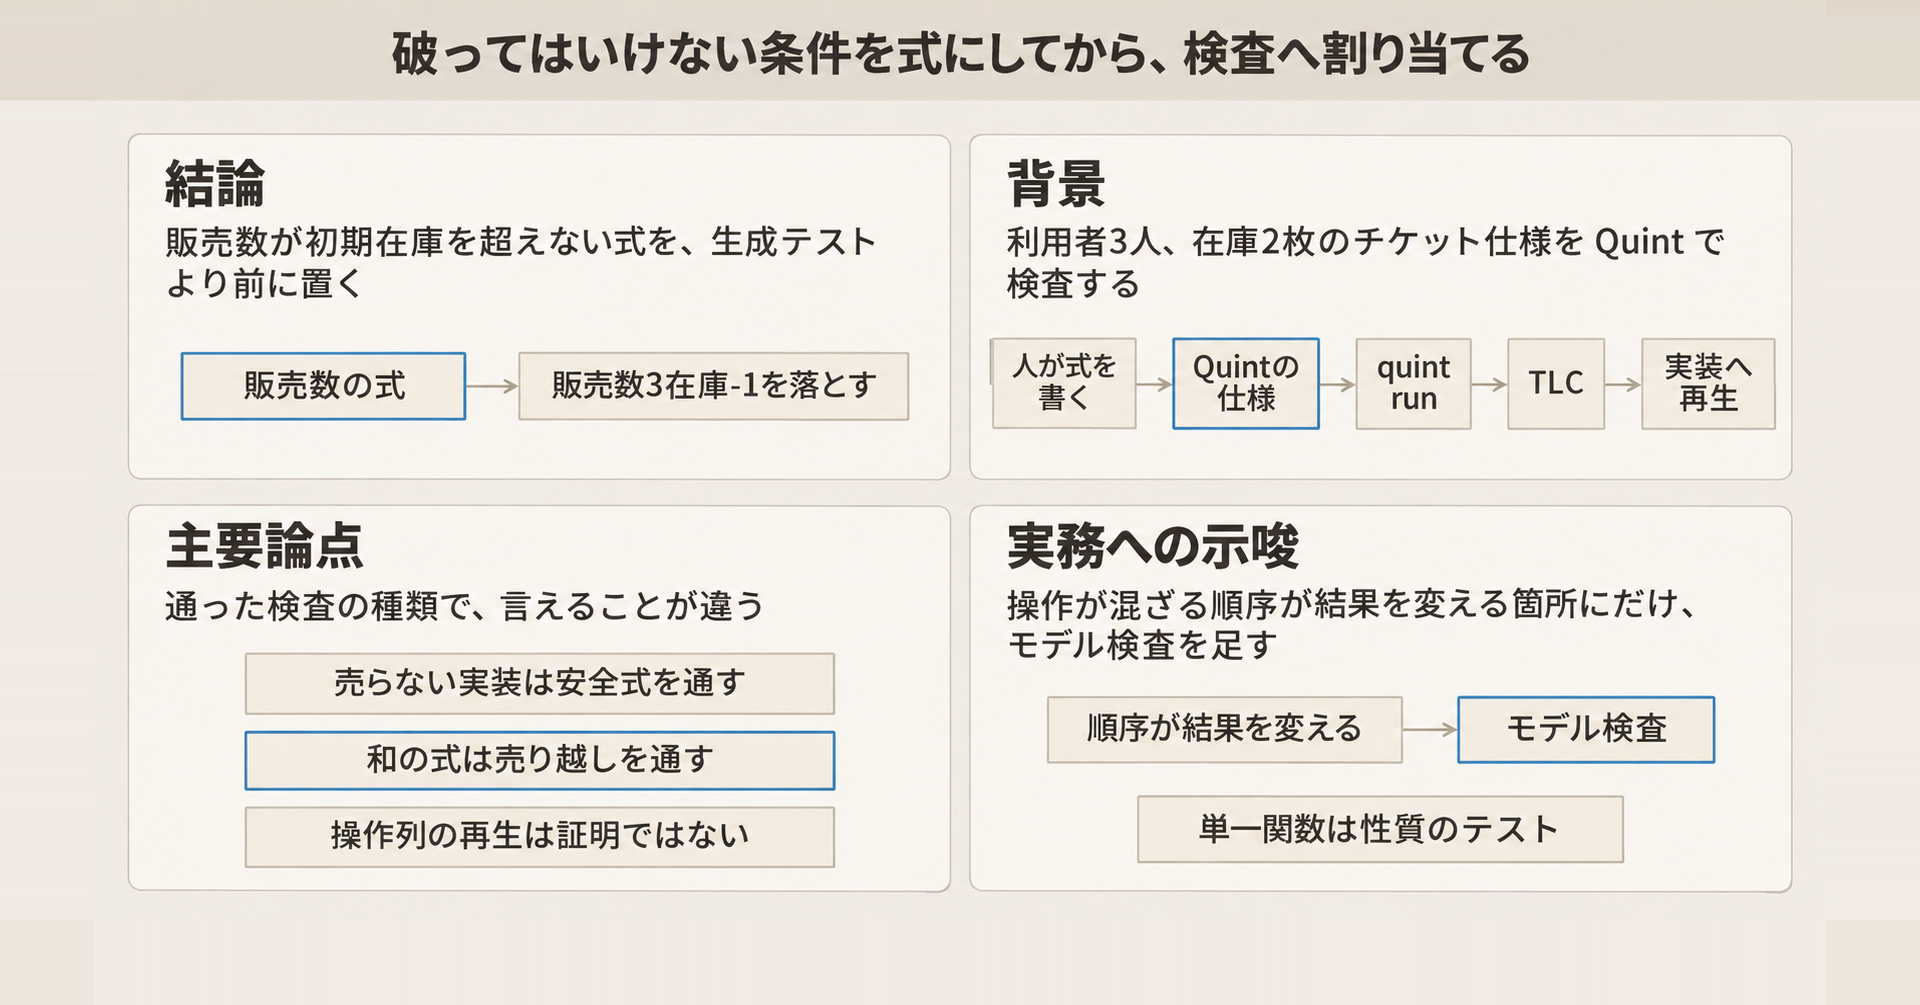 破ってはいけない条件を式にしてから、検査へ割り当てる
結論
販売数が初期在庫を超えない式を、生成テスト
より前に置く
販売数の式
販売数3在庫-1を落とす
背景
利用者3人、在庫2枚のチケット仕様を Quint で
検査する
人が式を
書く
Quintの
仕様
quint
run
TLC
実装へ
再生
主要論点
通った検査の種類で、言えることが違う
売らない実装は安全式を通す
和の式は売り越しを通す
操作列の再生は証明ではない
実務への示唆
操作が混ざる順序が結果を変える箇所にだけ、
モデル検査を足す
順序が結果を変える
モデル検査
単一関数は性質のテスト